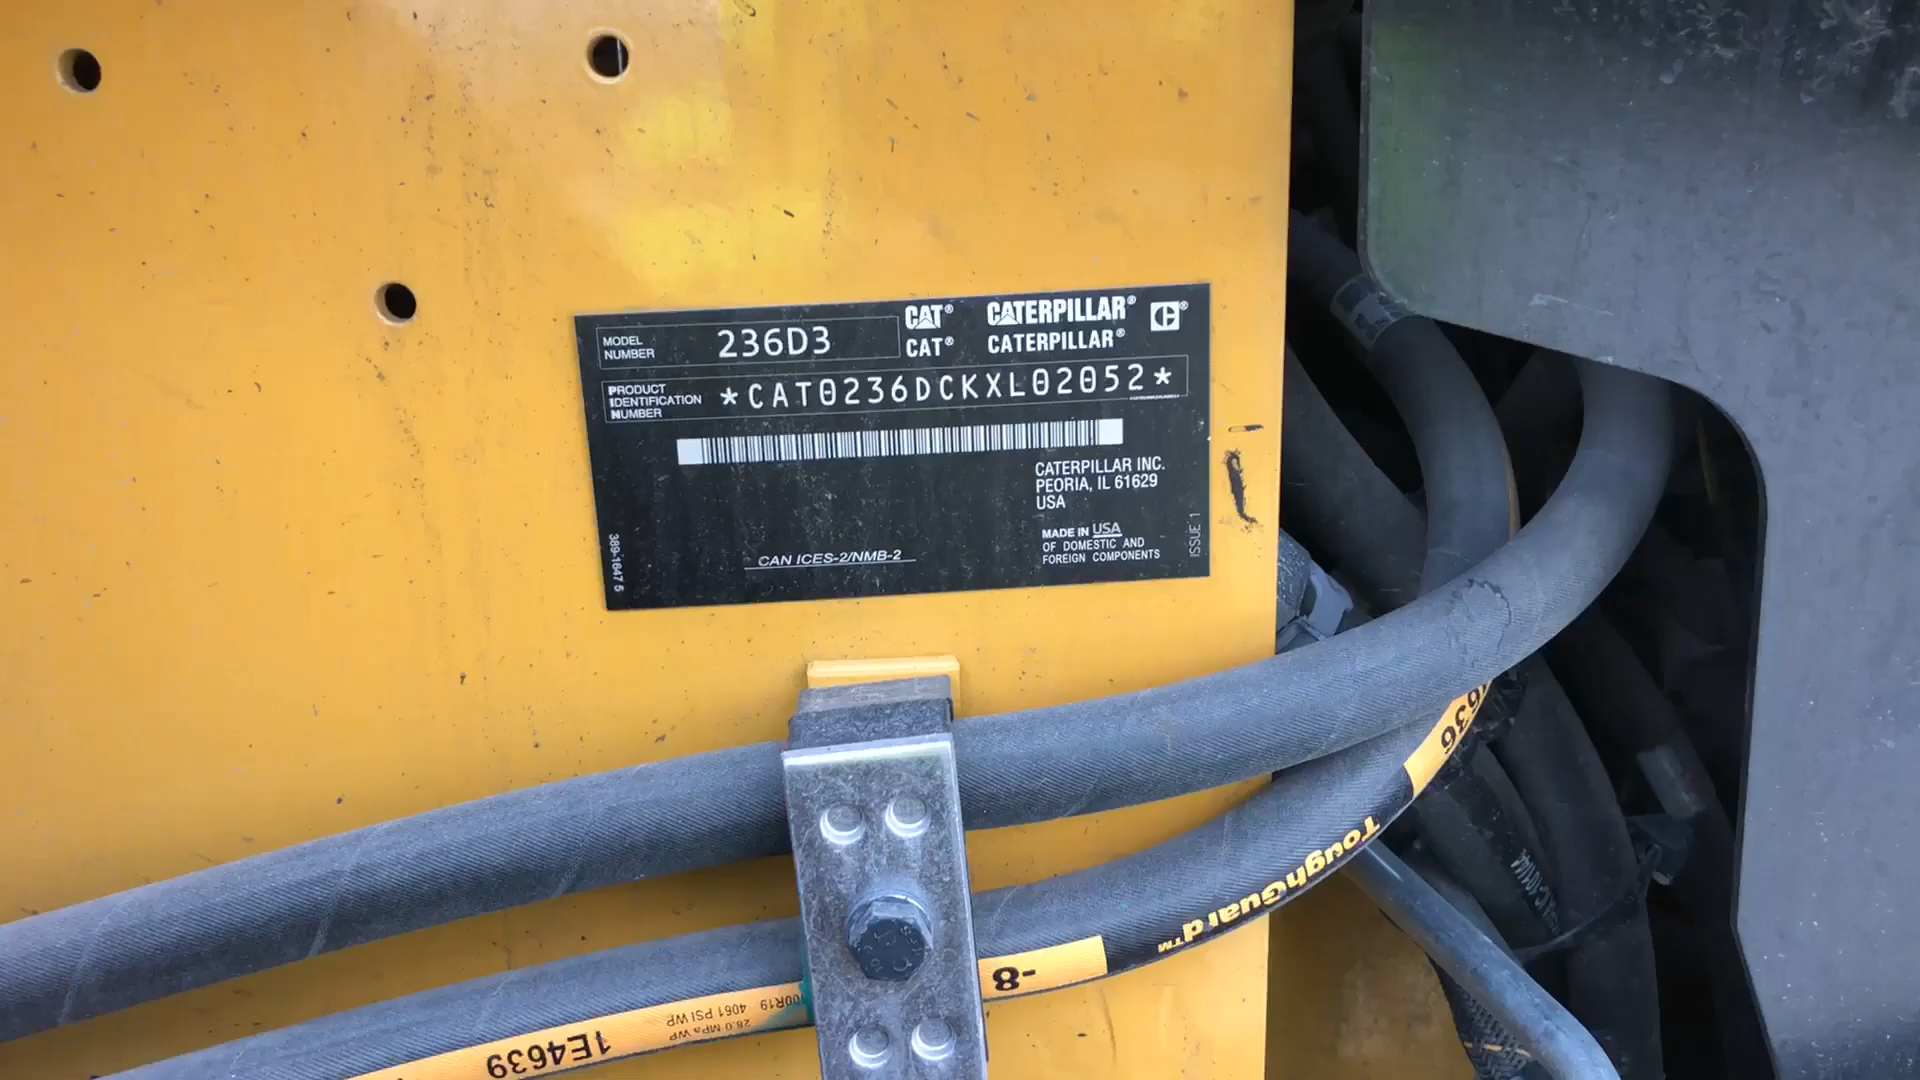 MODEL
NUMBER
236D3
CAT® CATERPILLAR®
CAT® CATERPILLAR®
PRODUCT
IDENTIFICATION
NUMBER
*CAT0236DCKXL02052*
CATERPILLAR INC.
PEORIA, IL 61629
USA
MADE IN USA
OF DOMESTIC AND
FOREIGN COMPONENTS
ISSUE 1
389-1647 5
CAN ICES-2/NMB-2
636
ToughGuard™
-8
28.0 MPa WP
4061 PSI WP
1E4639